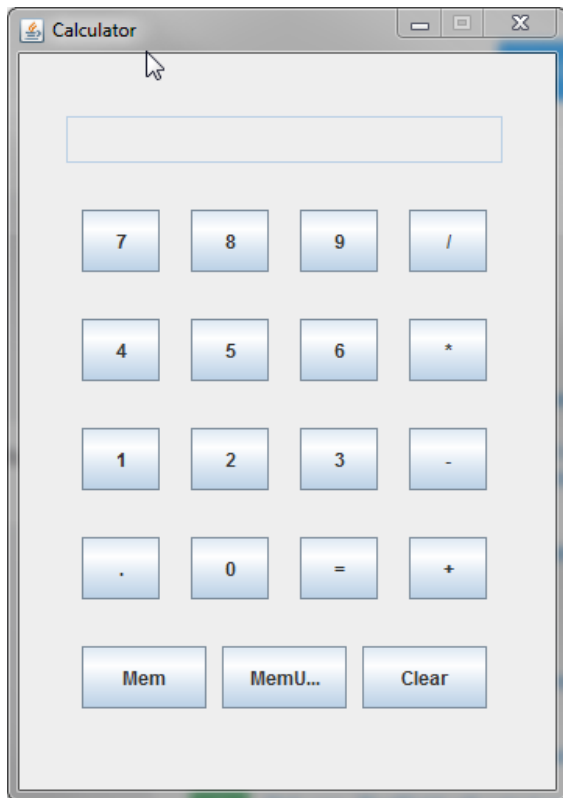 Calculator
7 8 9 /
4 5 6 *
1 2 3 -
. 0 = +
Mem MemU... Clear